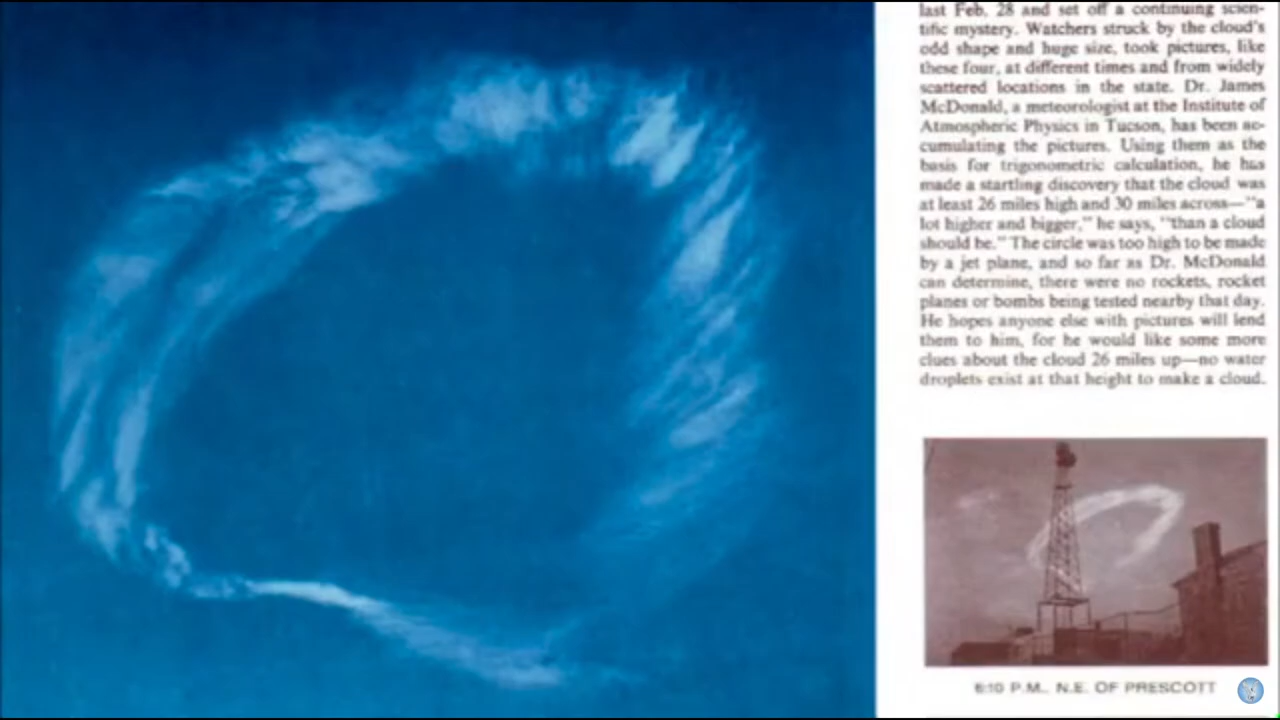 last Feb. 28 and set off a continuing scien-
tific mystery. Watchers struck by the cloud's
odd shape and huge size, took pictures, like
these four, at different times and from widely
scattered locations in the state. Dr. James
McDonald, a meteorologist at the Institute of
Atmospheric Physics in Tucson, has been ac-
cumulating the pictures. Using them as the
basis for trigonometric calculation, he has
made a startling discovery that the cloud was
at least 26 miles high and 30 miles across—"a
lot higher and bigger," he says, "than a cloud
should be." The circle was too high to be made
by a jet plane, and so far as Dr. McDonald
can determine, there were no rockets, rocket
planes or bombs being tested nearby that day.
He hopes anyone else with pictures will lend
them to him, for he would like some more
clues about the cloud 26 miles up—no water
droplets exist at that height to make a cloud.
6:10 P.M., N.E. OF PRESCOTT